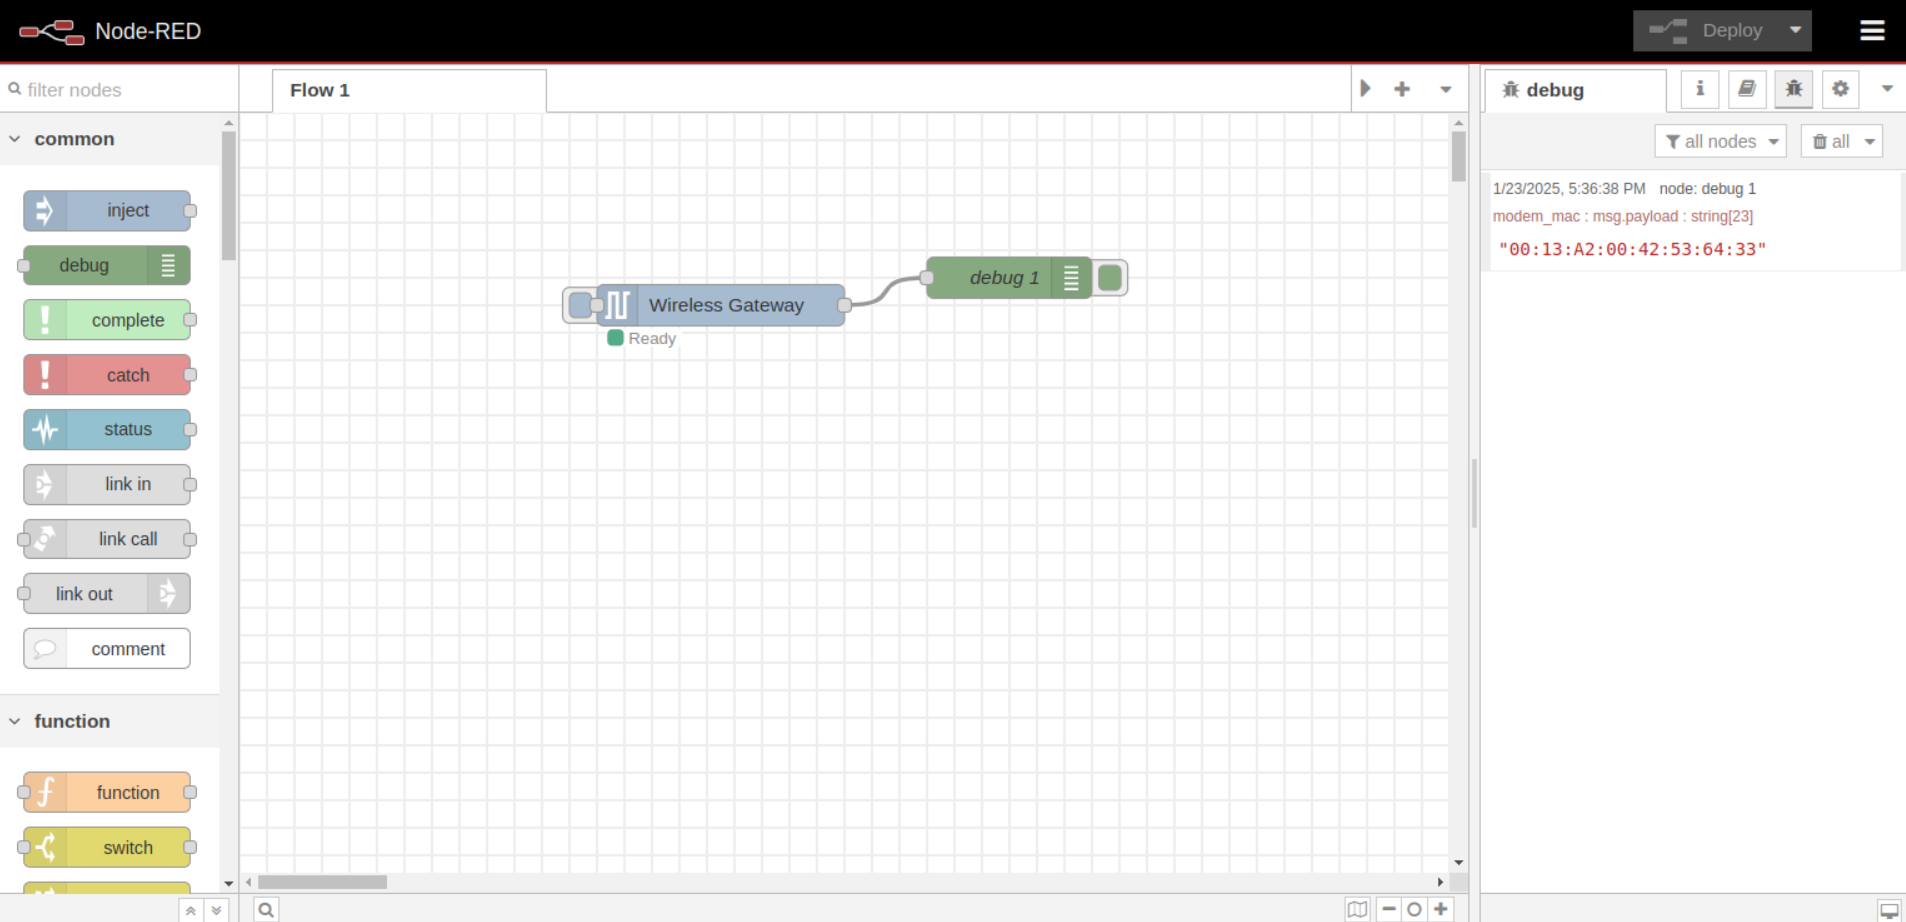 Node-RED
Deploy
filter nodes
Flow 1
debug
common
all nodes
all
inject
1/23/2025, 5:36:38 PM node: debug 1
modem_mac : msg.payload : string[23]
"00:13:A2:00:42:53:64:33"
debug
debug 1
Wireless Gateway
Ready
complete
catch
status
link in
link call
link out
comment
function
function
switch